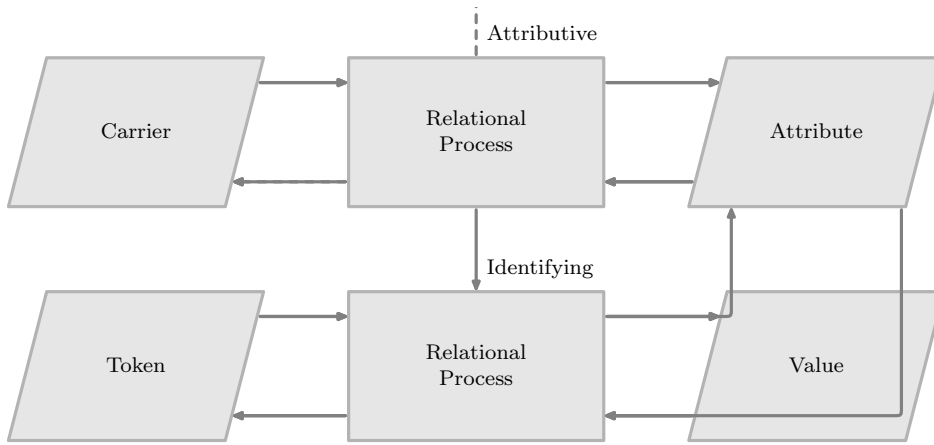 Attributive
Carrier
Relational
Process
Attribute
Identifying
Token
Relational
Process
Value